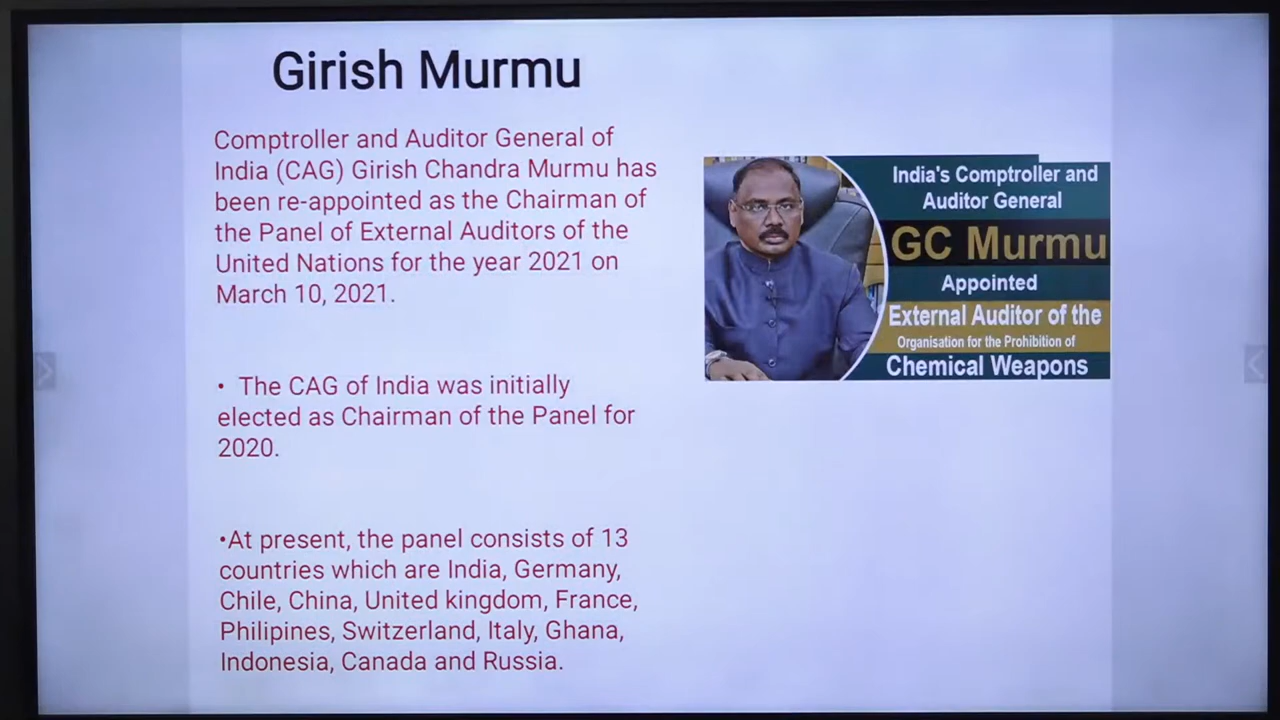 Girish Murmu
Comptroller and Auditor General of
India (CAG) Girish Chandra Murmu has
been re-appointed as the Chairman of
the Panel of External Auditors of the
United Nations for the year 2021 on
March 10, 2021.
• The CAG of India was initially
elected as Chairman of the Panel for
2020.
•At present, the panel consists of 13
countries which are India, Germany,
Chile, China, United kingdom, France,
Philipines, Switzerland, Italy, Ghana,
Indonesia, Canada and Russia.
India's Comptroller and
Auditor General
GC Murmu
Appointed
External Auditor of the
Organisation for the Prohibition of
Chemical Weapons